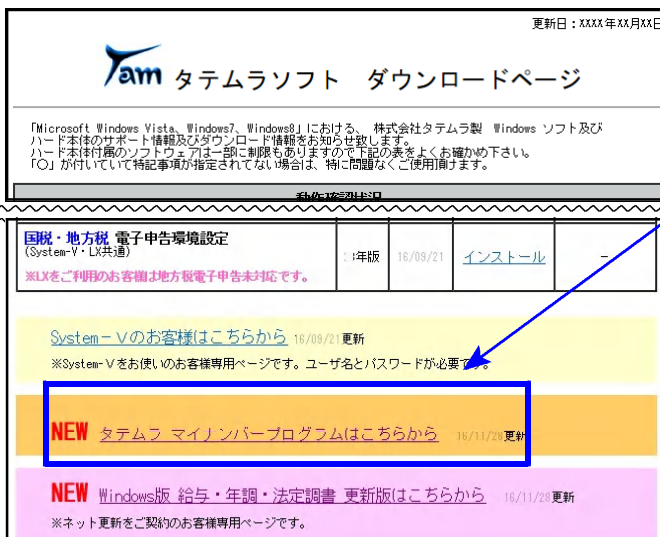 更新日：XXXX年XX月XX日
Tam タテムラソフト ダウンロードページ
「Microsoft Windows Vista、Windows7、Windows8」における、 株式会社タテムラ製 Windows ソフト及び
ハード本体のサポート情報及びダウンロード情報をお知らせ致します。
ハード本体付属のソフトウェアは一部に制限もありますので下記の表をよくお確かめ下さい。
「○」が付いていて特記事項が指定されてない場合は、特に問題なくご使用頂けます。
動作確認状況
国税・地方税 電子申告環境設定
(System-V・LX共通)
※LXをご利用のお客様は地方税電子申告未対応です。
年版 16/09/21 インストール －
System－Vのお客様はこちらから 16/09/21更新
※System-Vをお使いのお客様専用ページです。ユーザ名とパスワードが必要です。
NEW タテムラ マイナンバープログラムはこちらから 16/11/28更新
NEW Windows版 給与・年調・法定調書 更新版はこちらから 16/11/28更新
※ネット更新をご契約のお客様専用ページです。